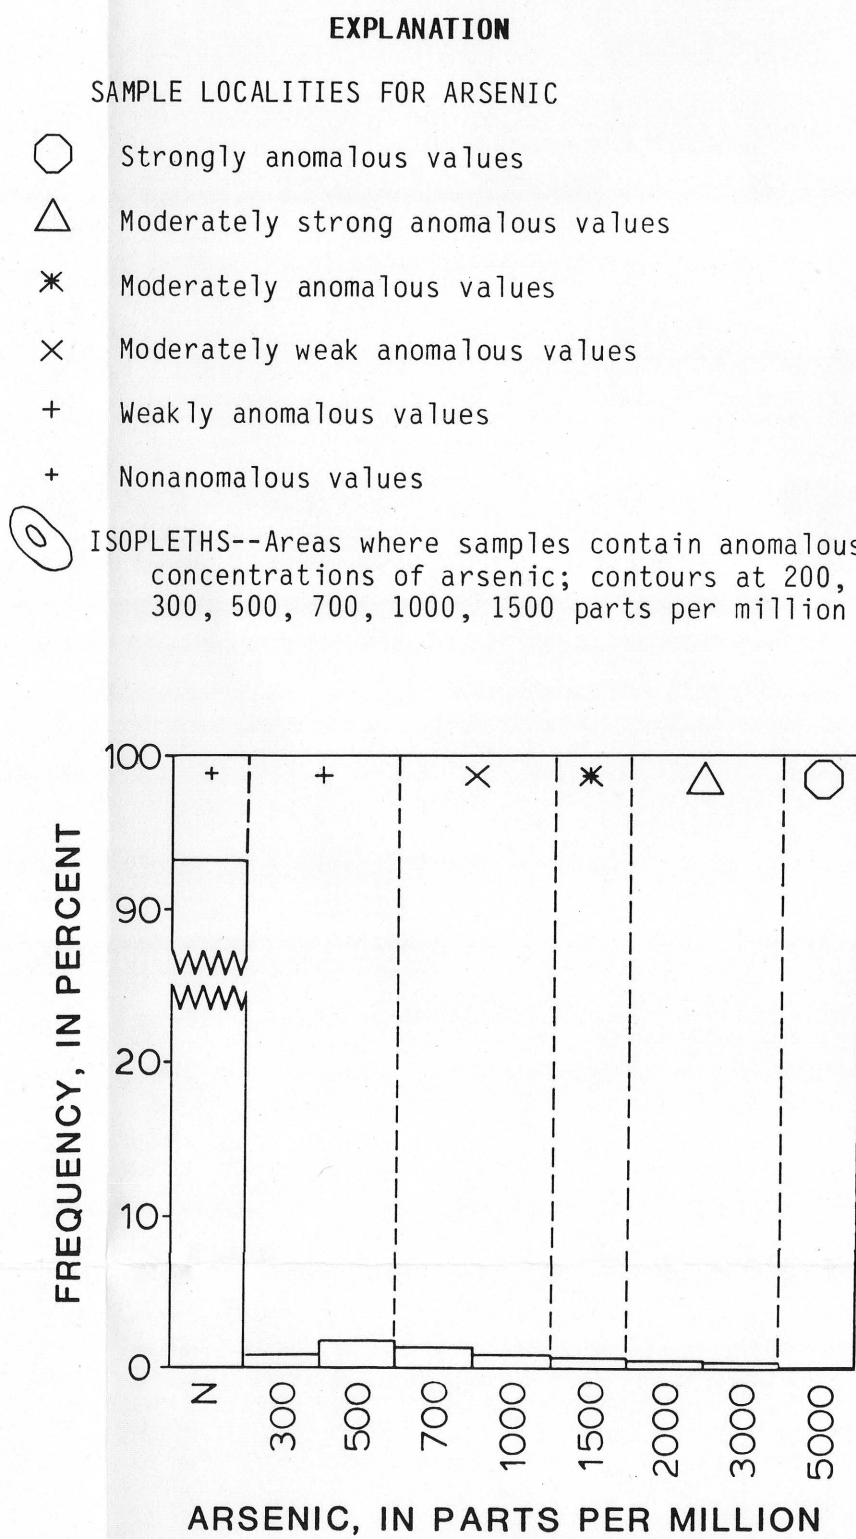 EXPLANATION
SAMPLE LOCALITIES FOR ARSENIC
Strongly anomalous values
Moderately strong anomalous values
Moderately anomalous values
Moderately weak anomalous values
Weakly anomalous values
Nonanomalous values
ISOPLETHS--Areas where samples contain anomalous
concentrations of arsenic; contours at 200,
300, 500, 700, 1000, 1500 parts per million
100
90
20
10
0
FREQUENCY, IN PERCENT
N 300 500 700 1000 1500 2000 3000 5000
ARSENIC, IN PARTS PER MILLION